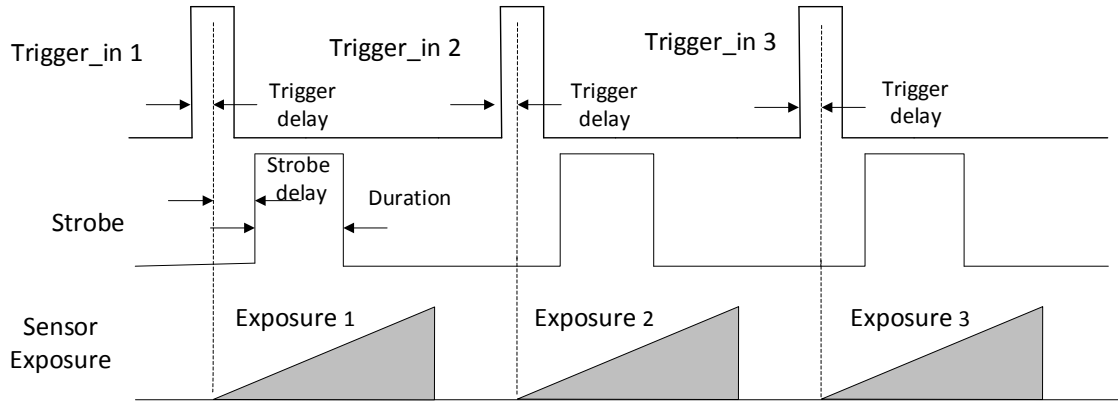 Trigger_in 1
Trigger_in 2
Trigger_in 3
Trigger
delay
Trigger
delay
Trigger
delay
Strobe
delay
Duration
Strobe
Exposure 1
Exposure 2
Exposure 3
Sensor
Exposure